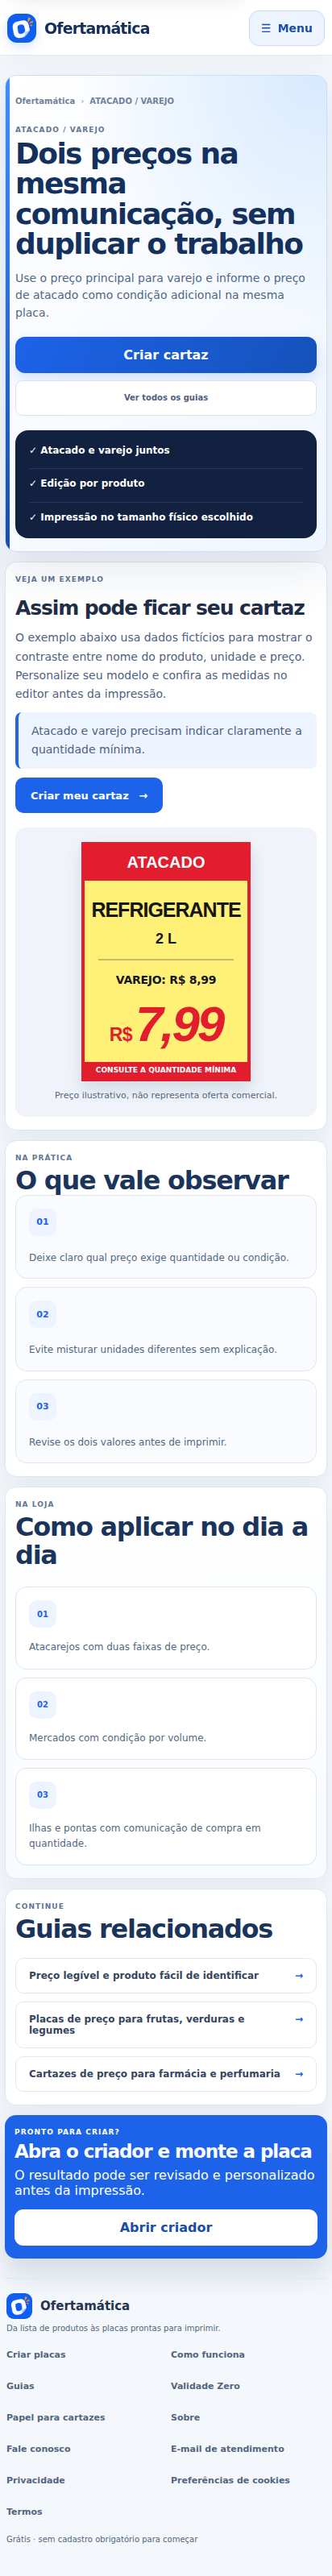 Ofertamática
☰ Menu
Ofertamática › ATACADO / VAREJO
ATACADO / VAREJO
Dois preços na
mesma
comunicação, sem
duplicar o trabalho
Use o preço principal para varejo e informe o preço
de atacado como condição adicional na mesma
placa.
Criar cartaz
Ver todos os guias
✓ Atacado e varejo juntos
✓ Edição por produto
✓ Impressão no tamanho físico escolhido
VEJA UM EXEMPLO
Assim pode ficar seu cartaz
O exemplo abaixo usa dados fictícios para mostrar o
contraste entre nome do produto, unidade e preço.
Personalize seu modelo e confira as medidas no
editor antes da impressão.
Atacado e varejo precisam indicar claramente a
quantidade mínima.
Criar meu cartaz →
ATACADO
REFRIGERANTE
2 L
VAREJO: R$ 8,99
R$ 7,99
CONSULTE A QUANTIDADE MÍNIMA
Preço ilustrativo, não representa oferta comercial.
NA PRÁTICA
O que vale observar
01
Deixe claro qual preço exige quantidade ou condição.
02
Evite misturar unidades diferentes sem explicação.
03
Revise os dois valores antes de imprimir.
NA LOJA
Como aplicar no dia a
dia
01
Atacarejos com duas faixas de preço.
02
Mercados com condição por volume.
03
Ilhas e pontas com comunicação de compra em
quantidade.
CONTINUE
Guias relacionados
Preço legível e produto fácil de identificar →
Placas de preço para frutas, verduras e →
legumes
Cartazes de preço para farmácia e perfumaria →
PRONTO PARA CRIAR?
Abra o criador e monte a placa
O resultado pode ser revisado e personalizado
antes da impressão.
Abrir criador
Ofertamática
Da lista de produtos às placas prontas para imprimir.
Criar placas
Como funciona
Guias
Validade Zero
Papel para cartazes
Sobre
Fale conosco
E-mail de atendimento
Privacidade
Preferências de cookies
Termos
Grátis · sem cadastro obrigatório para começar